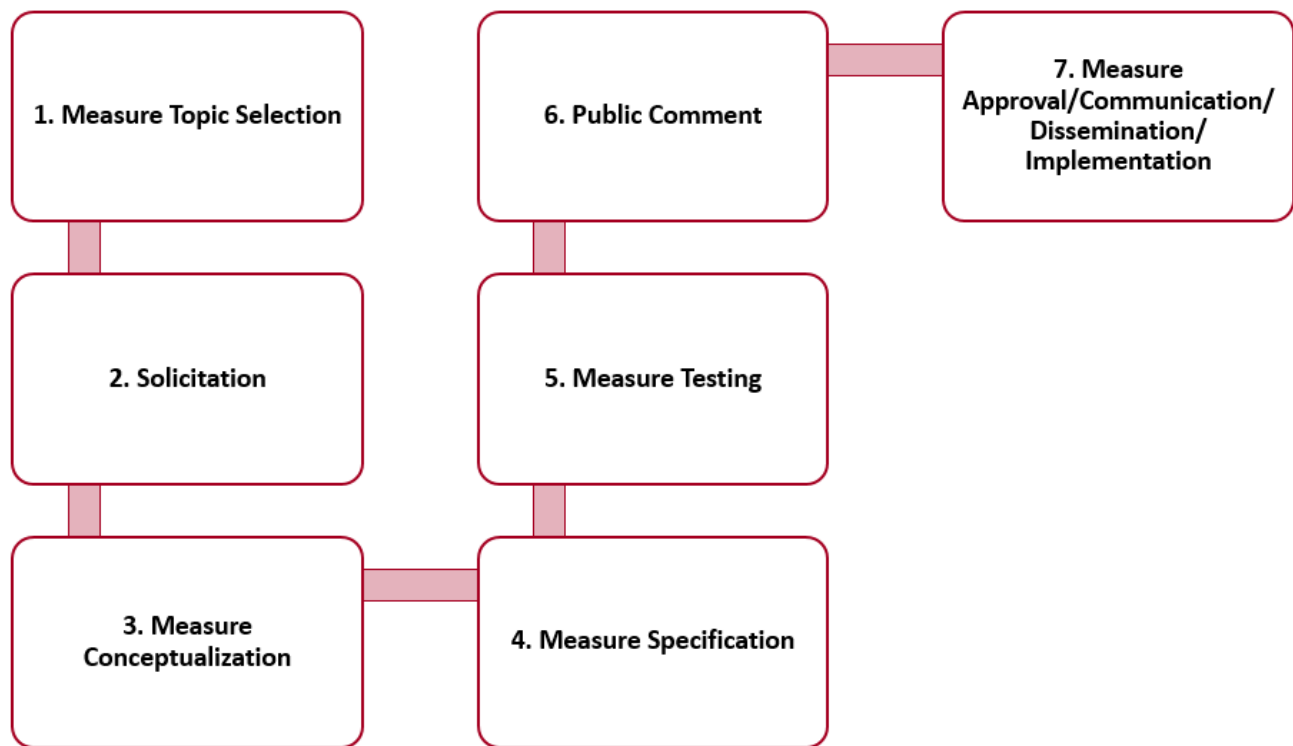 1. Measure Topic Selection
2. Solicitation
3. Measure
Conceptualization
4. Measure Specification
5. Measure Testing
6. Public Comment
7. Measure
Approval/Communication/
Dissemination/
Implementation